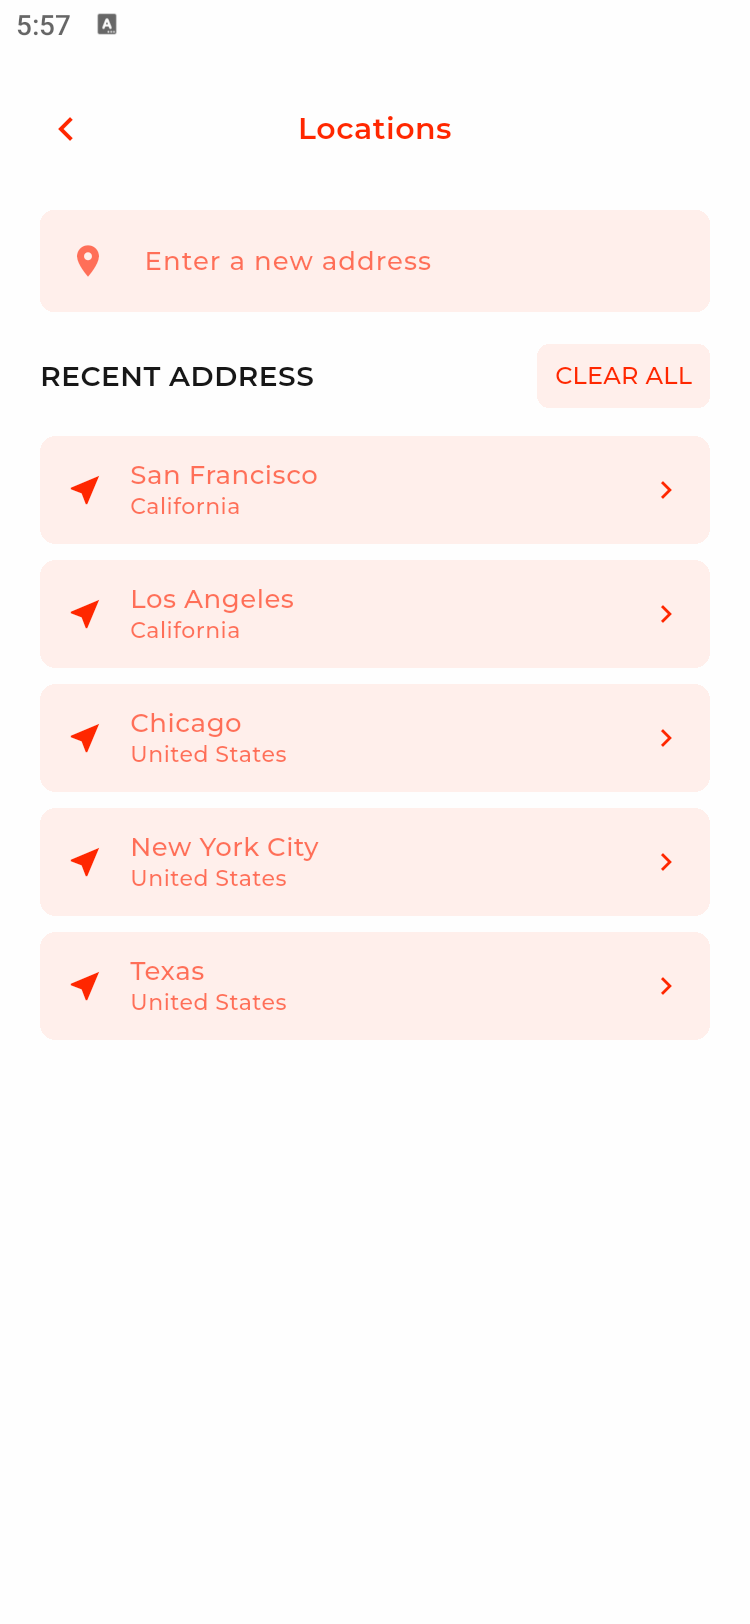 5:57
Locations
Enter a new address
RECENT ADDRESS
CLEAR ALL
San Francisco
California
Los Angeles
California
Chicago
United States
New York City
United States
Texas
United States